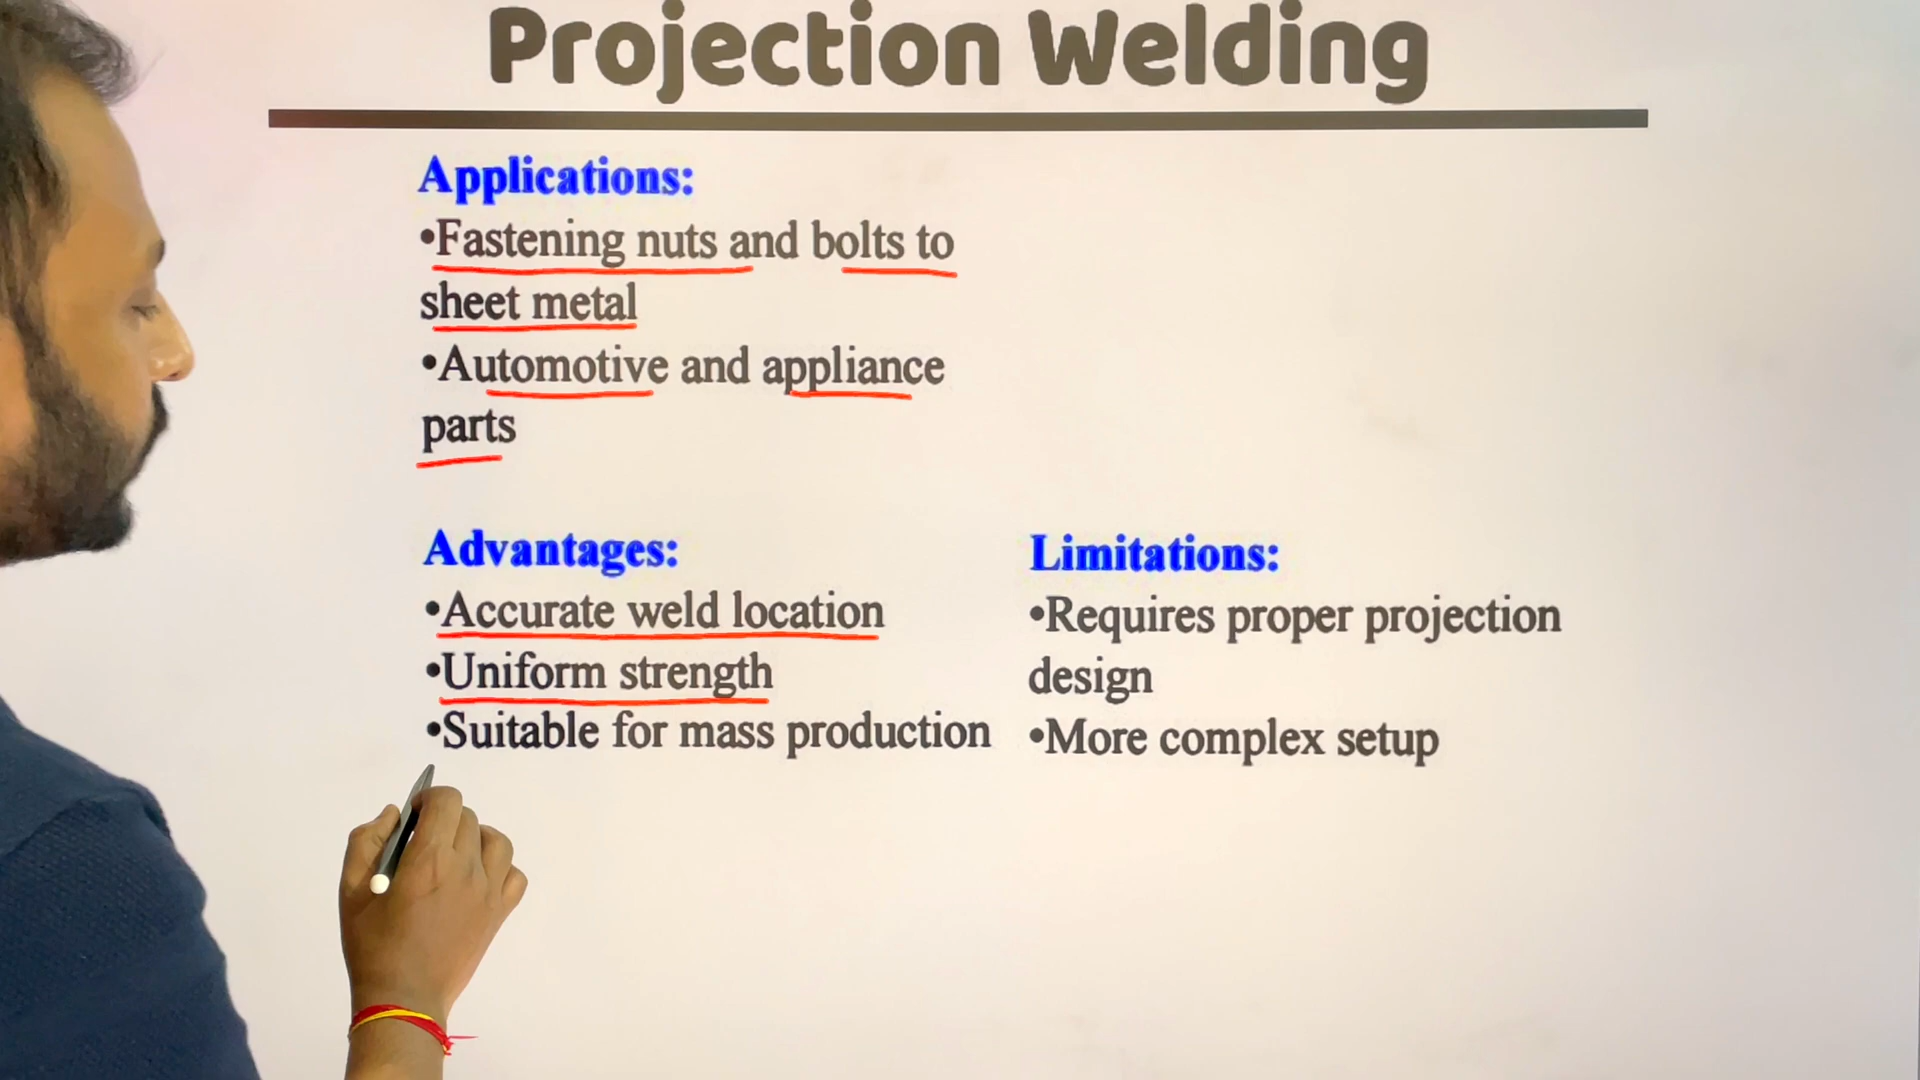 Projection Welding
Applications:
•Fastening nuts and bolts to
sheet metal
•Automotive and appliance
parts
Advantages:
•Accurate weld location
•Uniform strength
•Suitable for mass production
Limitations:
•Requires proper projection
design
•More complex setup